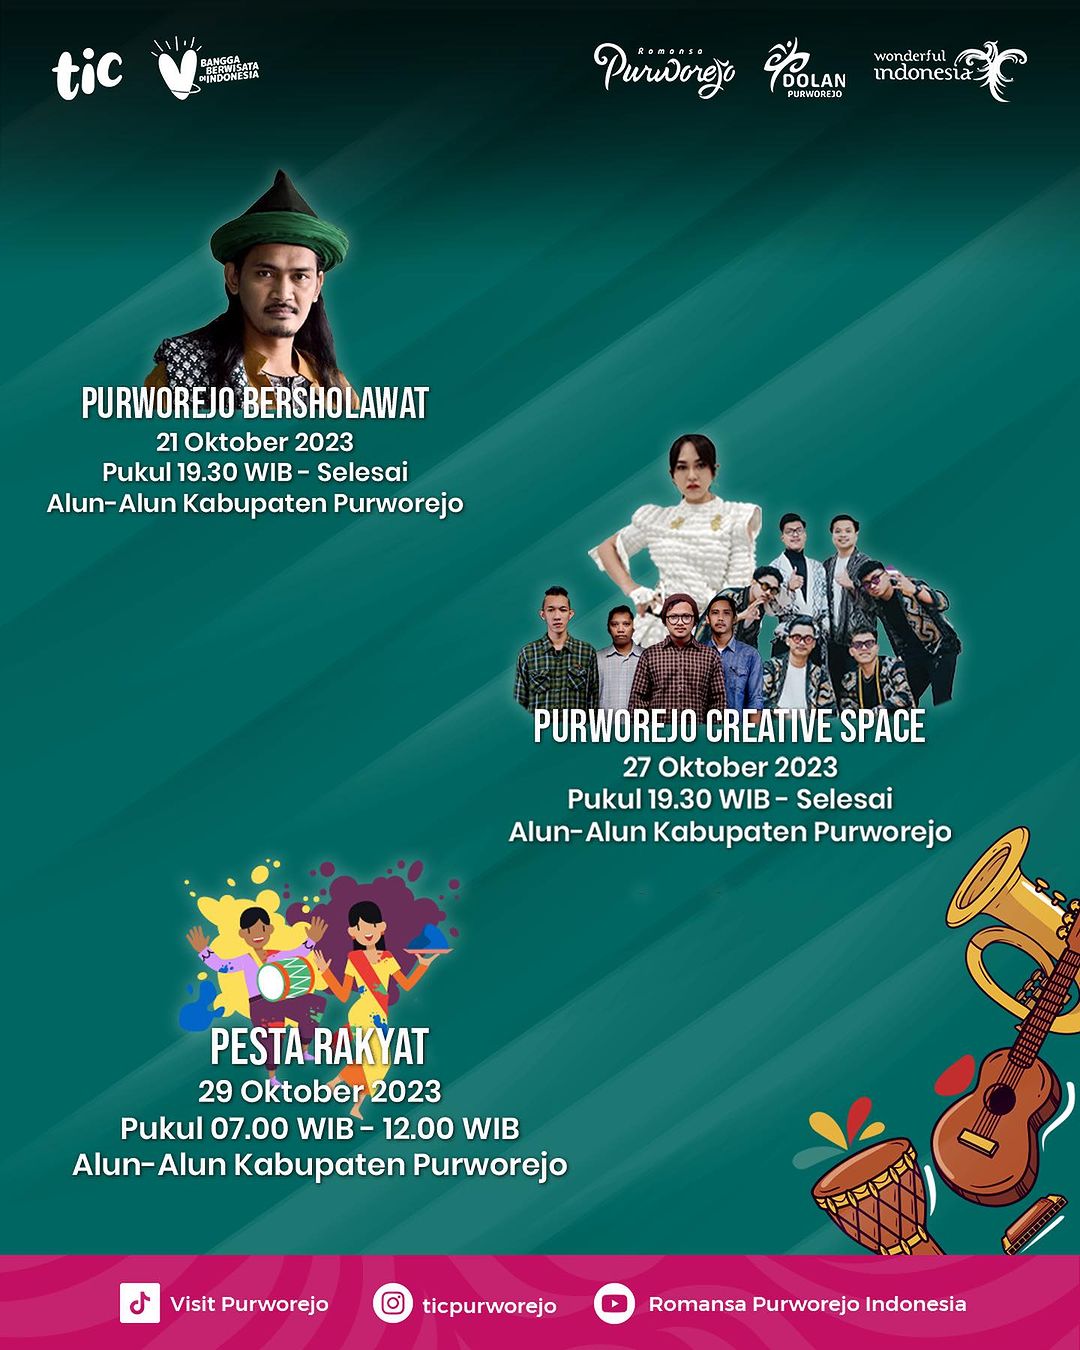 tic
BANGGA
BERWISATA
DI INDONESIA
Romansa
Purworejo
DOLAN
PURWOREJO
wonderful
indonesia
PURWOREJO BERSHOLAWAT
21 Oktober 2023
Pukul 19.30 WIB - Selesai
Alun-Alun Kabupaten Purworejo
PURWOREJO CREATIVE SPACE
27 Oktober 2023
Pukul 19.30 WIB - Selesai
Alun-Alun Kabupaten Purworejo
PESTA RAKYAT
29 Oktober 2023
Pukul 07.00 WIB - 12.00 WIB
Alun-Alun Kabupaten Purworejo
Visit Purworejo
ticpurworejo
Romansa Purworejo Indonesia